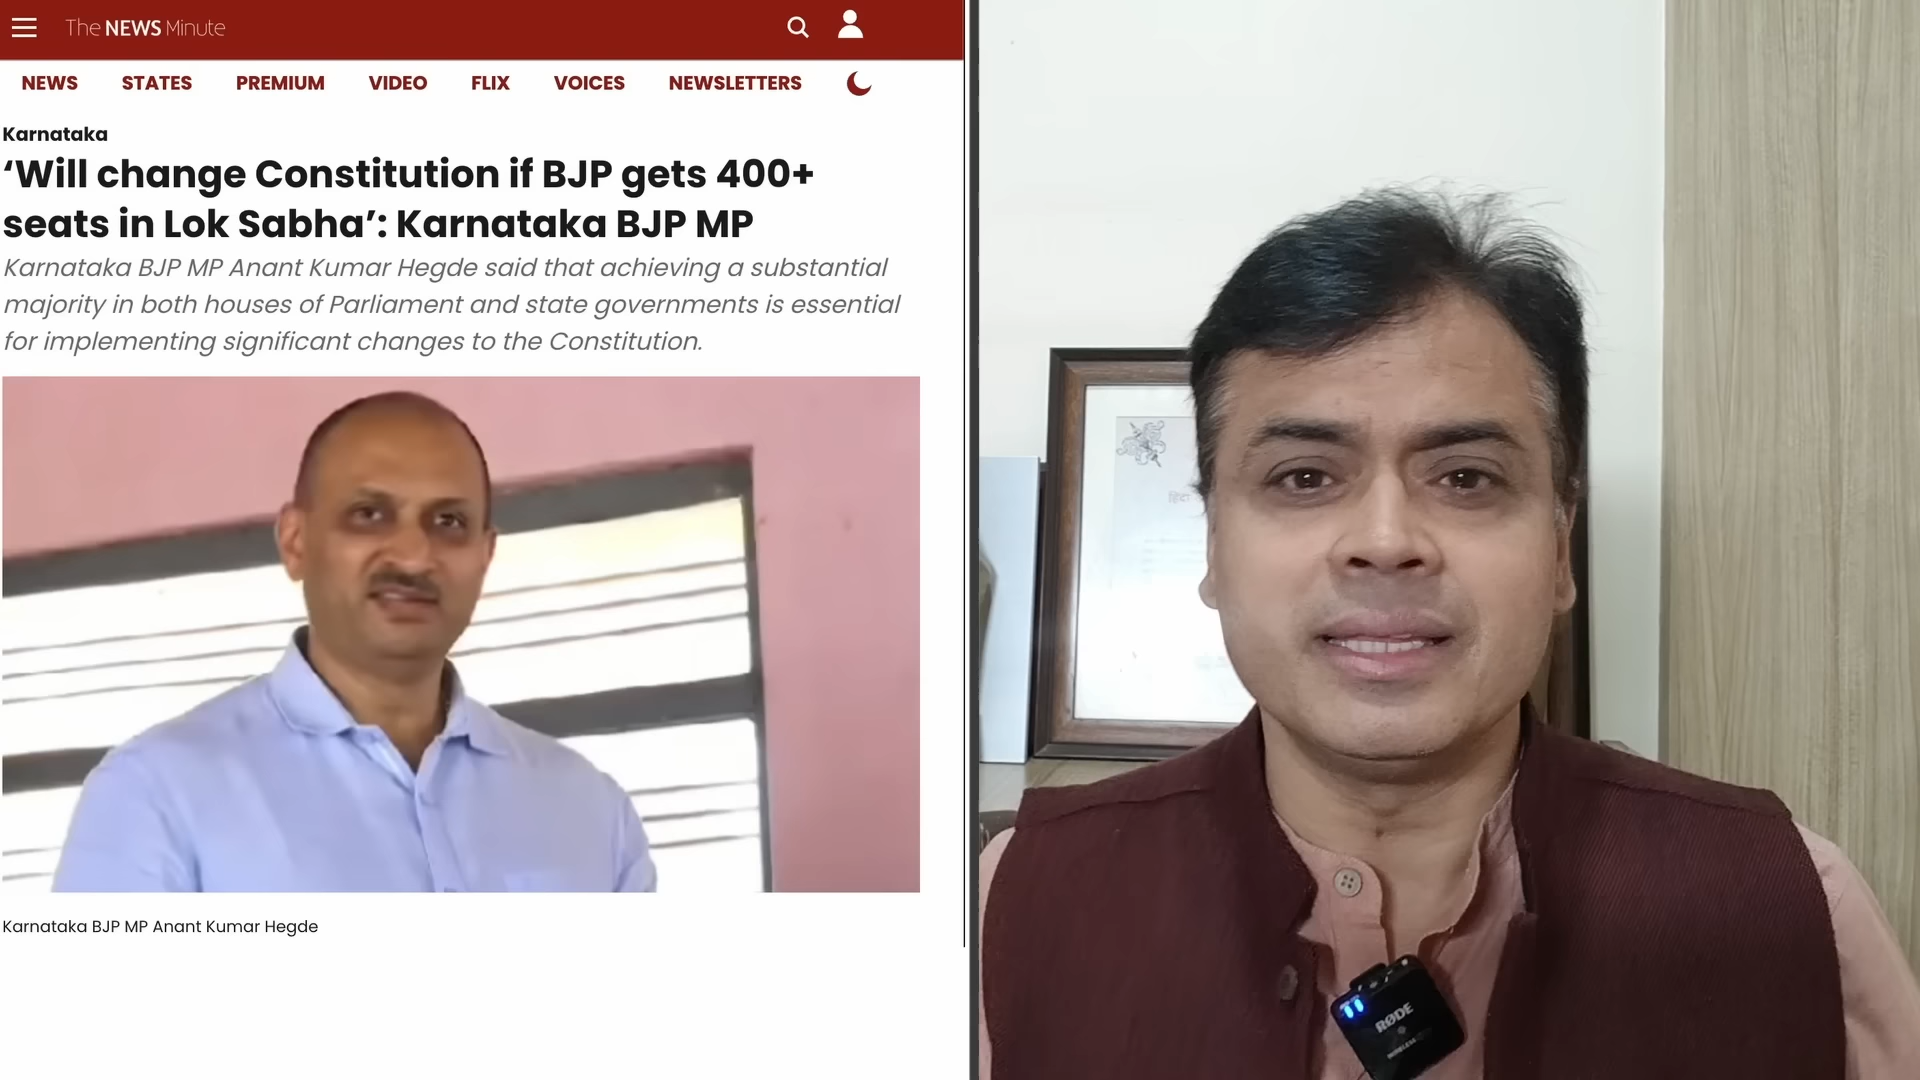 The NEWS Minute
NEWS STATES PREMIUM VIDEO FLIX VOICES NEWSLETTERS
Karnataka
‘Will change Constitution if BJP gets 400+
seats in Lok Sabha’: Karnataka BJP MP
Karnataka BJP MP Anant Kumar Hegde said that achieving a substantial
majority in both houses of Parliament and state governments is essential
for implementing significant changes to the Constitution.
Karnataka BJP MP Anant Kumar Hegde
RØDE